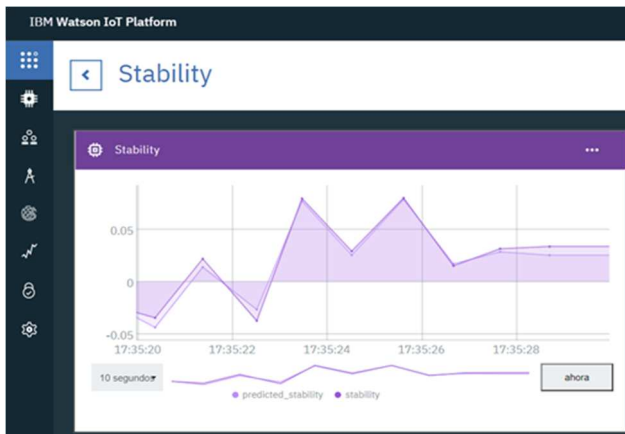 IBM Watson IoT Platform
Stability
Stability
0.05
0
-0.05
17:35:20 17:35:22 17:35:24 17:35:26 17:35:28
10 segundos
ahora
predicted_stability stability